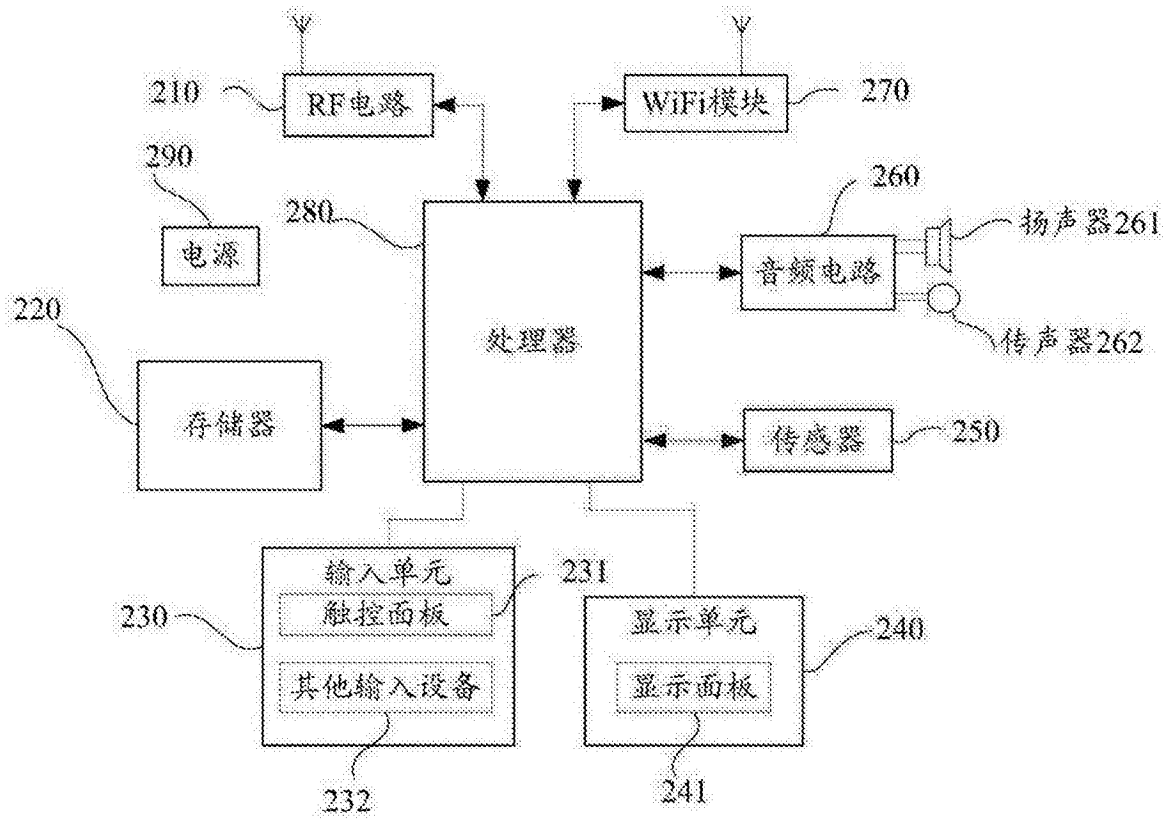 210
RF电路
WiFi模块
270
290
电源
280
260
音频电路
扬声器261
传声器262
220
存储器
处理器
传感器
250
230
输入单元
触控面板
231
其他输入设备
232
显示单元
显示面板
240
241